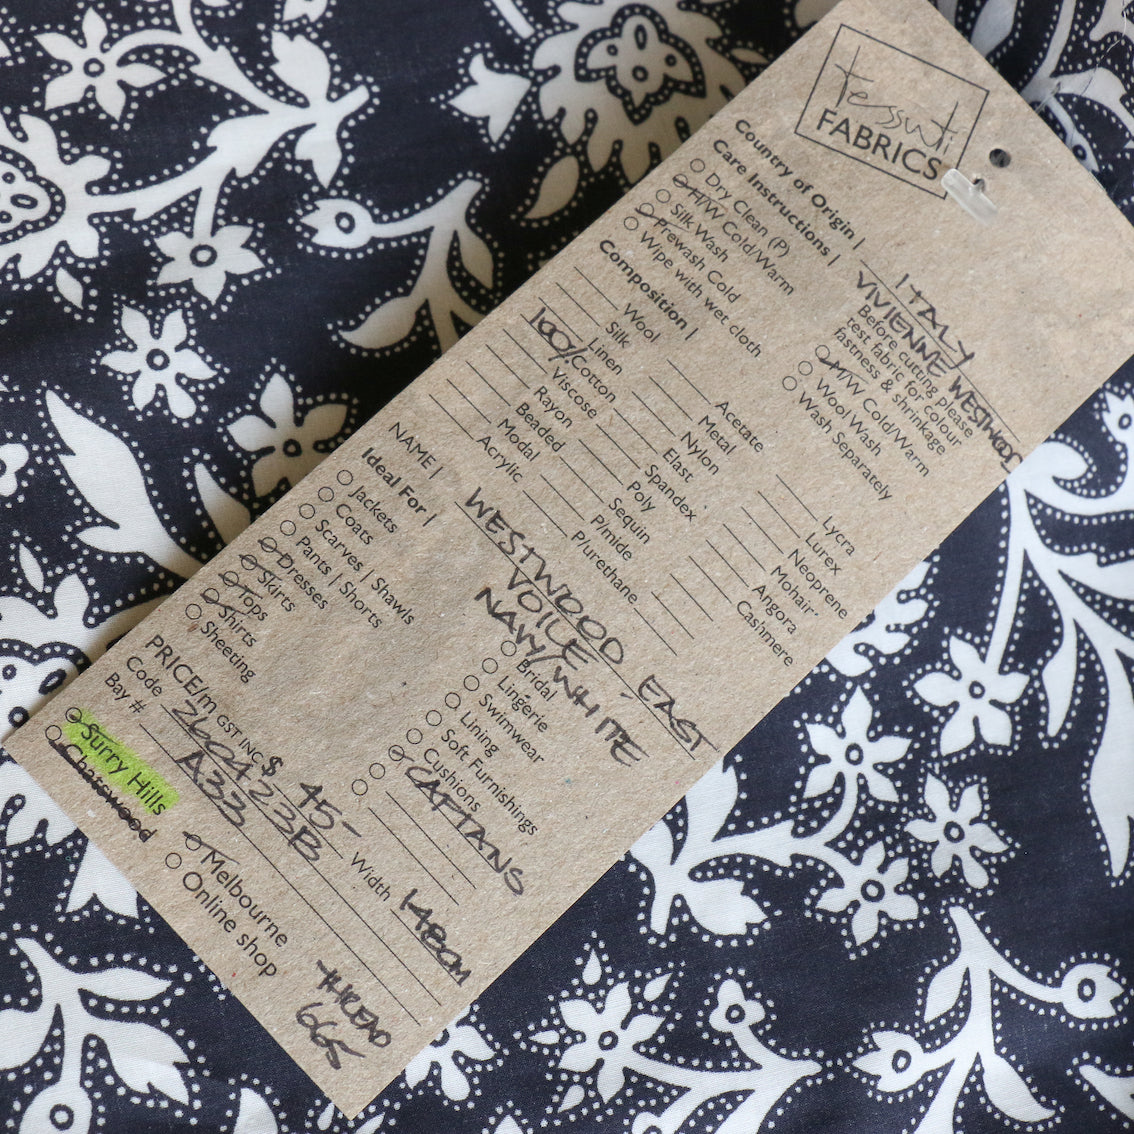 tessuti
FABRICS
Country of Origin | ITALY
VIVIENNE WESTWOOD
Care Instructions | Before cutting please
test fabric for colour
fastness & shrinkage
Dry Clean (P)
H/W Cold/Warm
Silk Wash
Prewash Cold
Wipe with wet cloth
H/W Cold/Warm
Wool Wash
Wash Separately
Composition |
Wool
Silk
Linen
100% Cotton
Viscose
Rayon
Beaded
Modal
Acrylic
Acetate
Metal
Nylon
Elast
Spandex
Poly
Sequin
P/mide
P/urethane
Lycra
Lurex
Neoprene
Mohair
Angora
Cashmere
NAME | WESTWOOD EAST
VOILE
NAVY/WHITE
Ideal For |
Jackets
Coats
Scarves | Shawls
Pants | Shorts
Dresses
Skirts
Tops
Shirts
Sheeting
Bridal
Lingerie
Swimwear
Lining
Soft Furnishings
Cushions
CAFTANS
PRICE/m GST INC $ 45-
Width 148CM
Code 2604233B
Bay # A33
Surry Hills
Chatswood
Melbourne
Online shop
THREAD
665